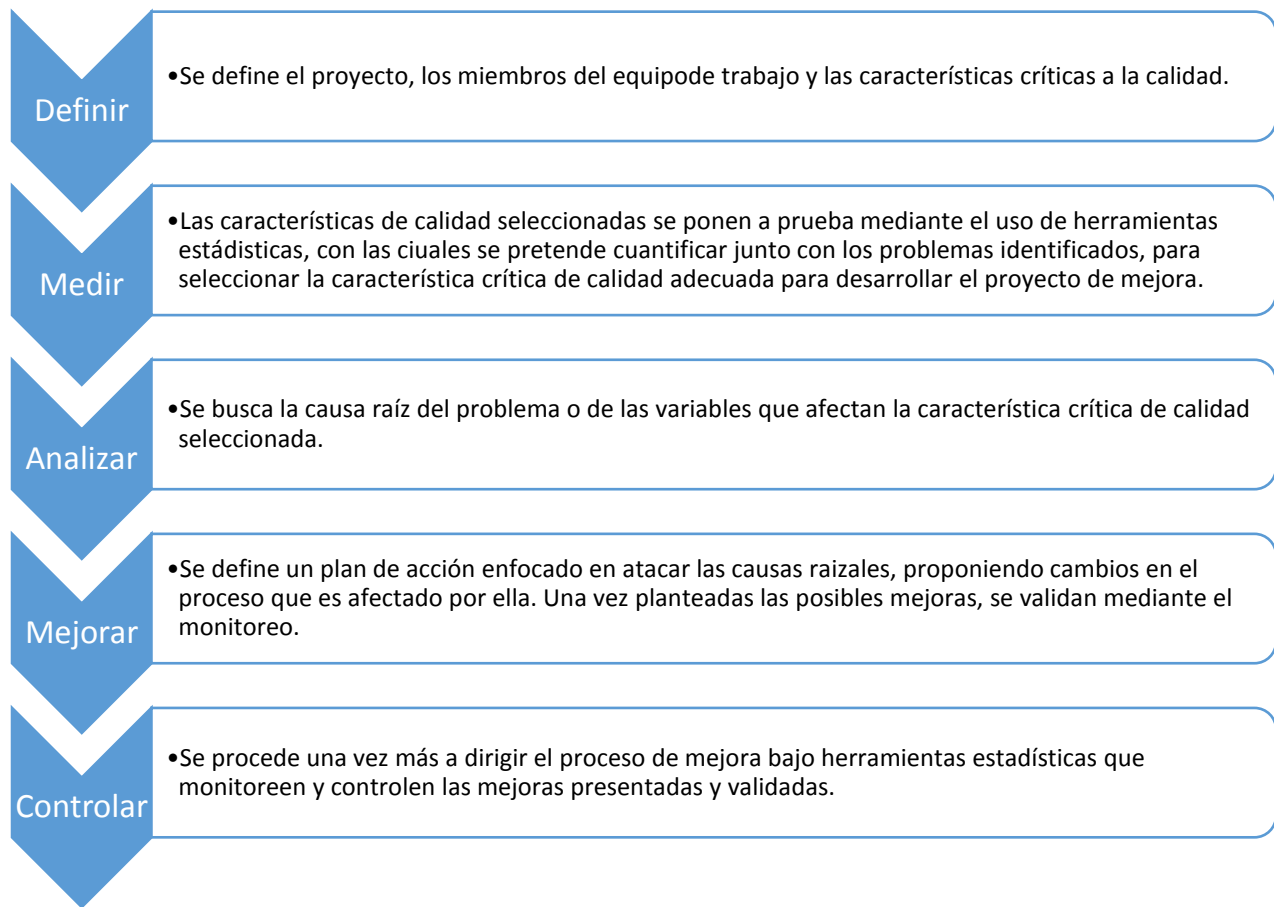 Definir
•Se define el proyecto, los miembros del equipode trabajo y las características críticas a la calidad.
Medir
•Las características de calidad seleccionadas se ponen a prueba mediante el uso de herramientas
estádisticas, con las ciuales se pretende cuantificar junto con los problemas identificados, para
seleccionar la característica crítica de calidad adecuada para desarrollar el proyecto de mejora.
Analizar
•Se busca la causa raíz del problema o de las variables que afectan la característica crítica de calidad
seleccionada.
Mejorar
•Se define un plan de acción enfocado en atacar las causas raizales, proponiendo cambios en el
proceso que es afectado por ella. Una vez planteadas las posibles mejoras, se validan mediante el
monitoreo.
Controlar
•Se procede una vez más a dirigir el proceso de mejora bajo herramientas estadísticas que
monitoreen y controlen las mejoras presentadas y validadas.